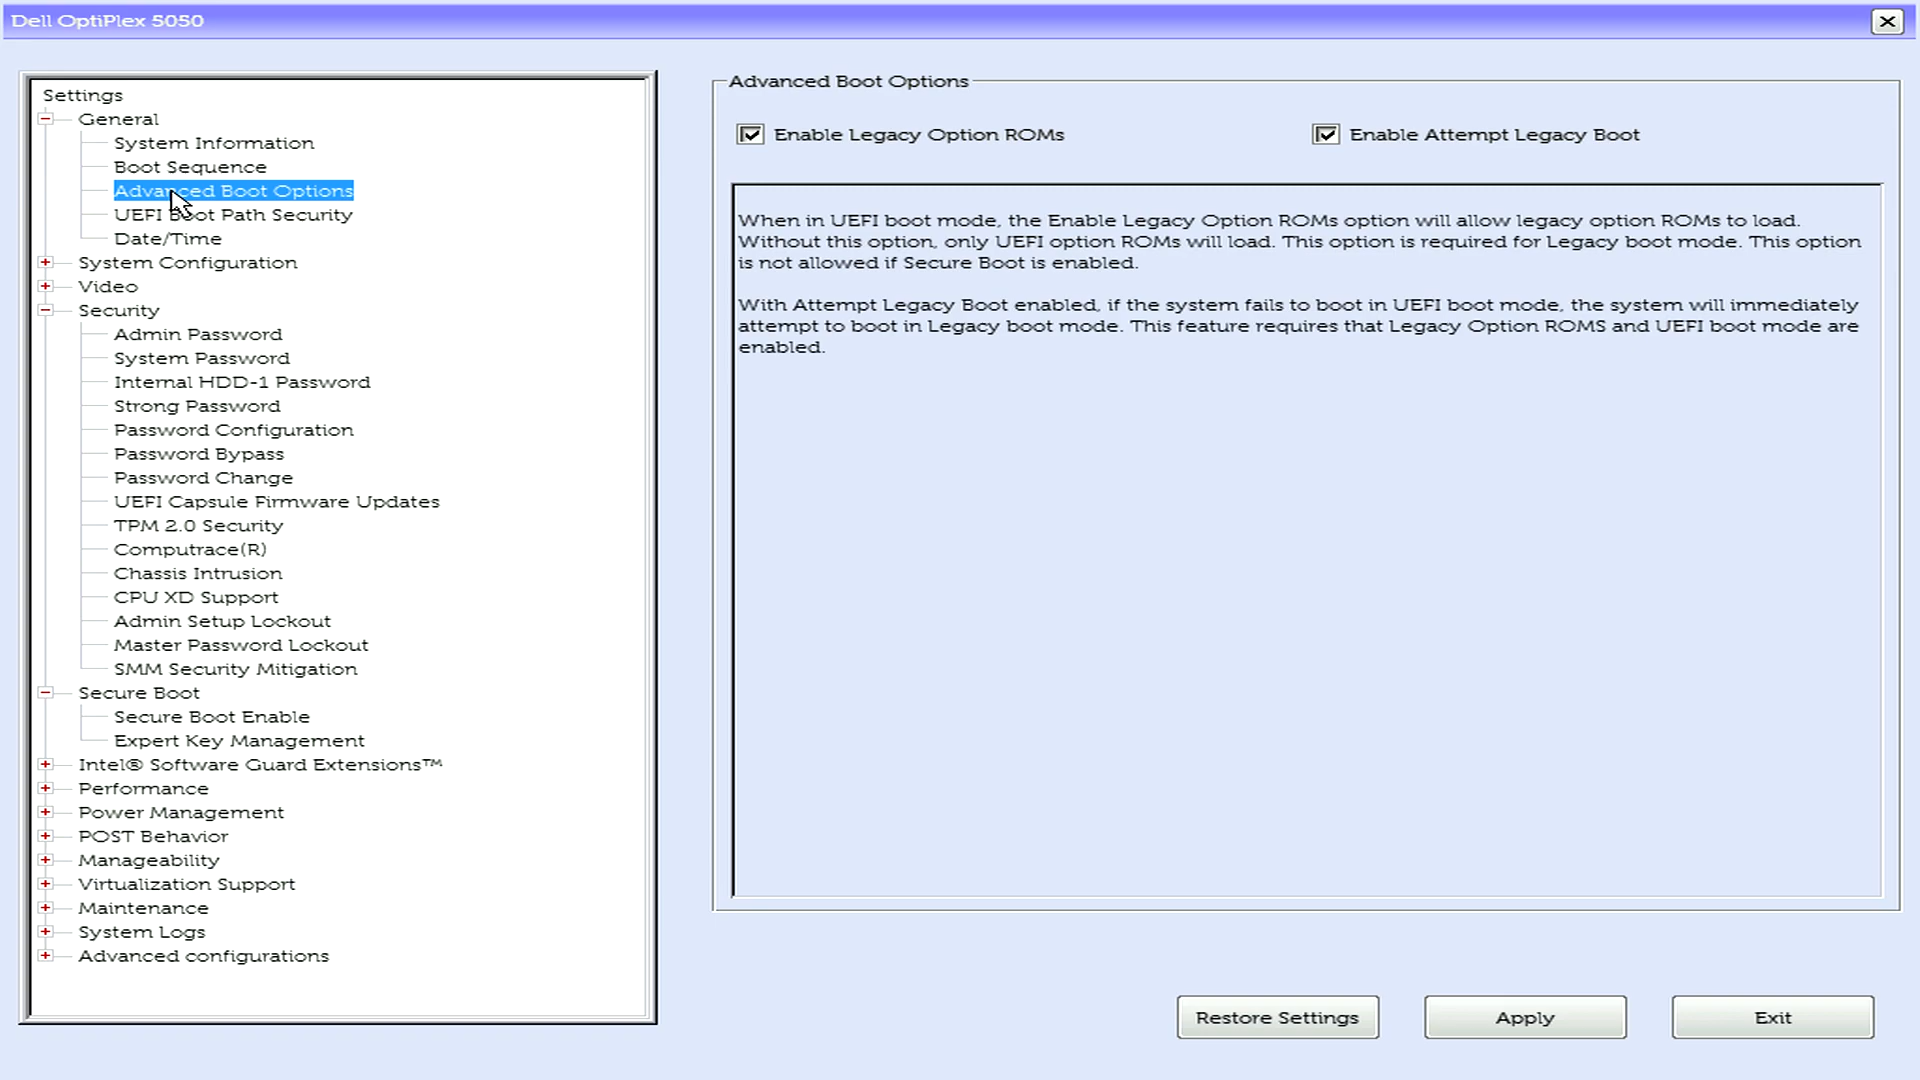 Dell OptiPlex 5050
Settings
General
System Information
Boot Sequence
Advanced Boot Options
UEFI Boot Path Security
Date/Time
System Configuration
Video
Security
Admin Password
System Password
Internal HDD-1 Password
Strong Password
Password Configuration
Password Bypass
Password Change
UEFI Capsule Firmware Updates
TPM 2.0 Security
Computrace(R)
Chassis Intrusion
CPU XD Support
Admin Setup Lockout
Master Password Lockout
SMM Security Mitigation
Secure Boot
Secure Boot Enable
Expert Key Management
Intel® Software Guard Extensions™
Performance
Power Management
POST Behavior
Manageability
Virtualization Support
Maintenance
System Logs
Advanced configurations
Advanced Boot Options
Enable Legacy Option ROMs
Enable Attempt Legacy Boot
When in UEFI boot mode, the Enable Legacy Option ROMs option will allow legacy option ROMs to load.
Without this option, only UEFI option ROMs will load. This option is required for Legacy boot mode. This option
is not allowed if Secure Boot is enabled.
With Attempt Legacy Boot enabled, if the system fails to boot in UEFI boot mode, the system will immediately
attempt to boot in Legacy boot mode. This feature requires that Legacy Option ROMS and UEFI boot mode are
enabled.
Restore Settings
Apply
Exit